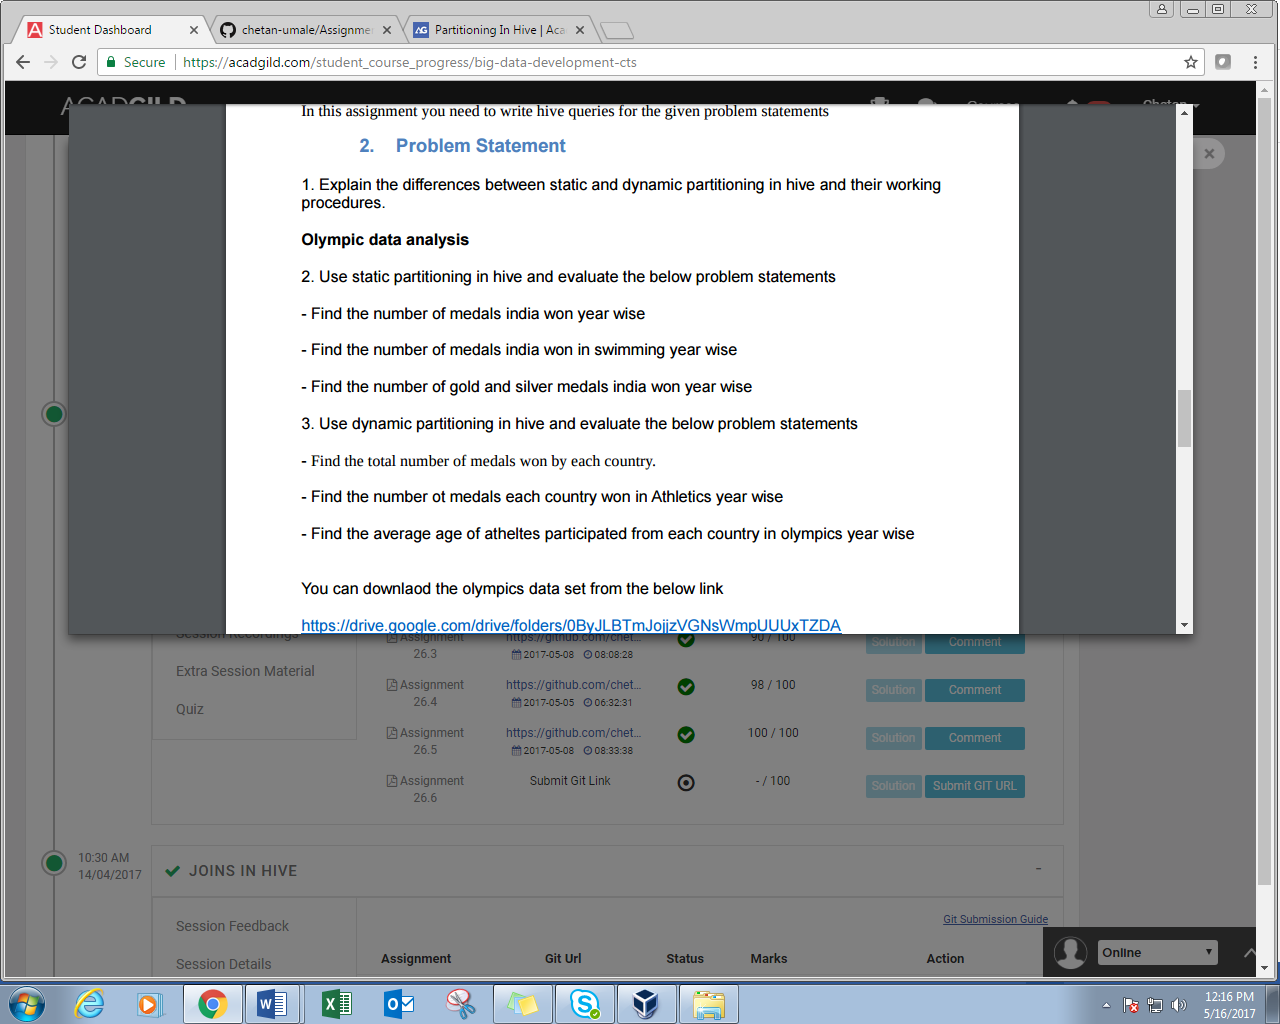 Student Dashboard
chetan-umale/Assignme
Partitioning In Hive | Aca
Secure https://acadgild.com/student_course_progress/big-data-development-cts
ACADGILD
In this assignment you need to write hive queries for the given problem statements
2. Problem Statement
1. Explain the differences between static and dynamic partitioning in hive and their working
procedures.
Olympic data analysis
2. Use static partitioning in hive and evaluate the below problem statements
- Find the number of medals india won year wise
- Find the number of medals india won in swimming year wise
- Find the number of gold and silver medals india won year wise
3. Use dynamic partitioning in hive and evaluate the below problem statements
- Find the total number of medals won by each country.
- Find the number ot medals each country won in Athletics year wise
- Find the average age of atheltes participated from each country in olympics year wise
You can downlaod the olympics data set from the below link
https://drive.google.com/drive/folders/0ByJLBTmJojjzVGNsWmpUUUxTZDA
Session Recordings
Extra Session Material
Quiz
Assignment 26.3 https://github.com/chet... 2017-05-08 08:08:28 90 / 100 Solution Comment
Assignment 26.4 https://github.com/chet... 2017-05-05 06:32:31 98 / 100 Solution Comment
Assignment 26.5 https://github.com/chet... 2017-05-08 08:33:38 100 / 100 Solution Comment
Assignment 26.6 Submit Git Link - / 100 Solution Submit GIT URL
10:30 AM
14/04/2017
JOINS IN HIVE -
Session Feedback
Session Details
Git Submission Guide
Assignment Git Url Status Marks Action
Online
12:16 PM
5/16/2017